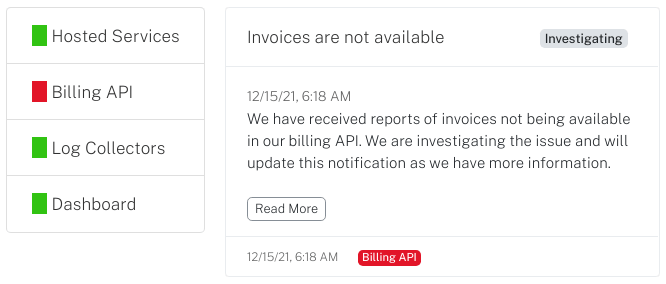 Hosted Services
Billing API
Log Collectors
Dashboard
Invoices are not available
Investigating
12/15/21, 6:18 AM
We have received reports of invoices not being available
in our billing API. We are investigating the issue and will
update this notification as we have more information.
Read More
12/15/21, 6:18 AM
Billing API